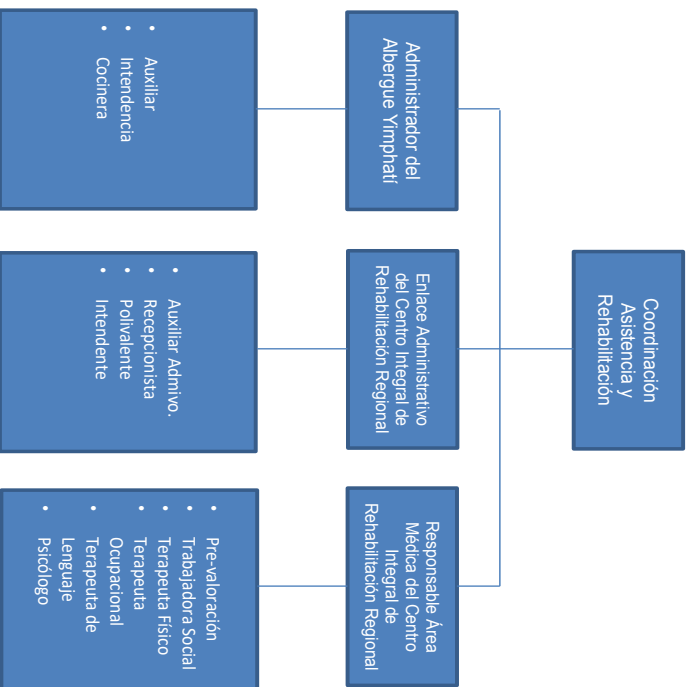 Coordinación
Asistencia y
Rehabilitación
Administrador del
Albergue Yimphatí
Enlace Administrativo
del Centro Integral de
Rehabilitación Regional
Responsable Área
Médica del Centro
Integral de
Rehabilitación Regional
• Auxiliar
• Intendencia
• Cocinera
• Auxiliar Admivo.
• Recepcionista
• Polivalente
• Intendente
• Pre-valoración
• Trabajadora Social
• Terapeuta Físico
• Terapeuta
Ocupacional
• Terapeuta de
Lenguaje
• Psicólogo